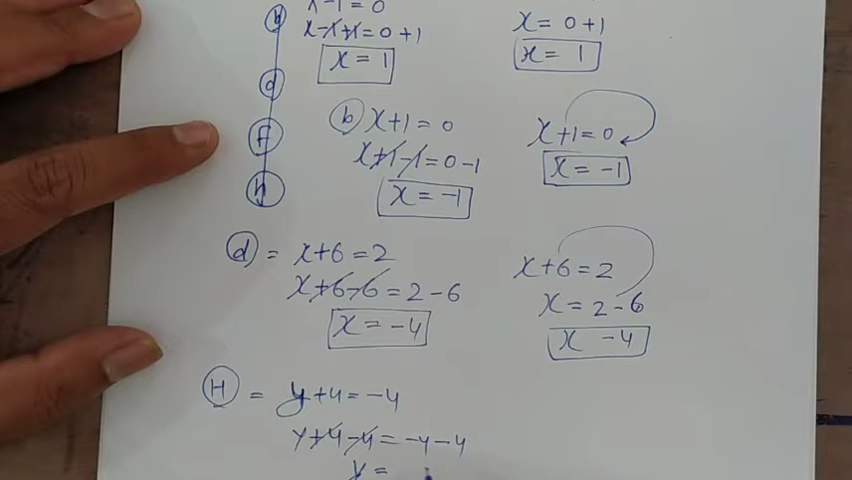 x-1=0
x-1+1=0+1
x=1
x=0+1
x=1
b
d
F
h
b x+1=0
x+1-1=0-1
x=-1
x+1=0
x=-1
d = x+6=2
x+6-6=2-6
x=-4
x+6=2
x=2-6
x -4
H = y+4=-4
y+4-4=-4-4
y=